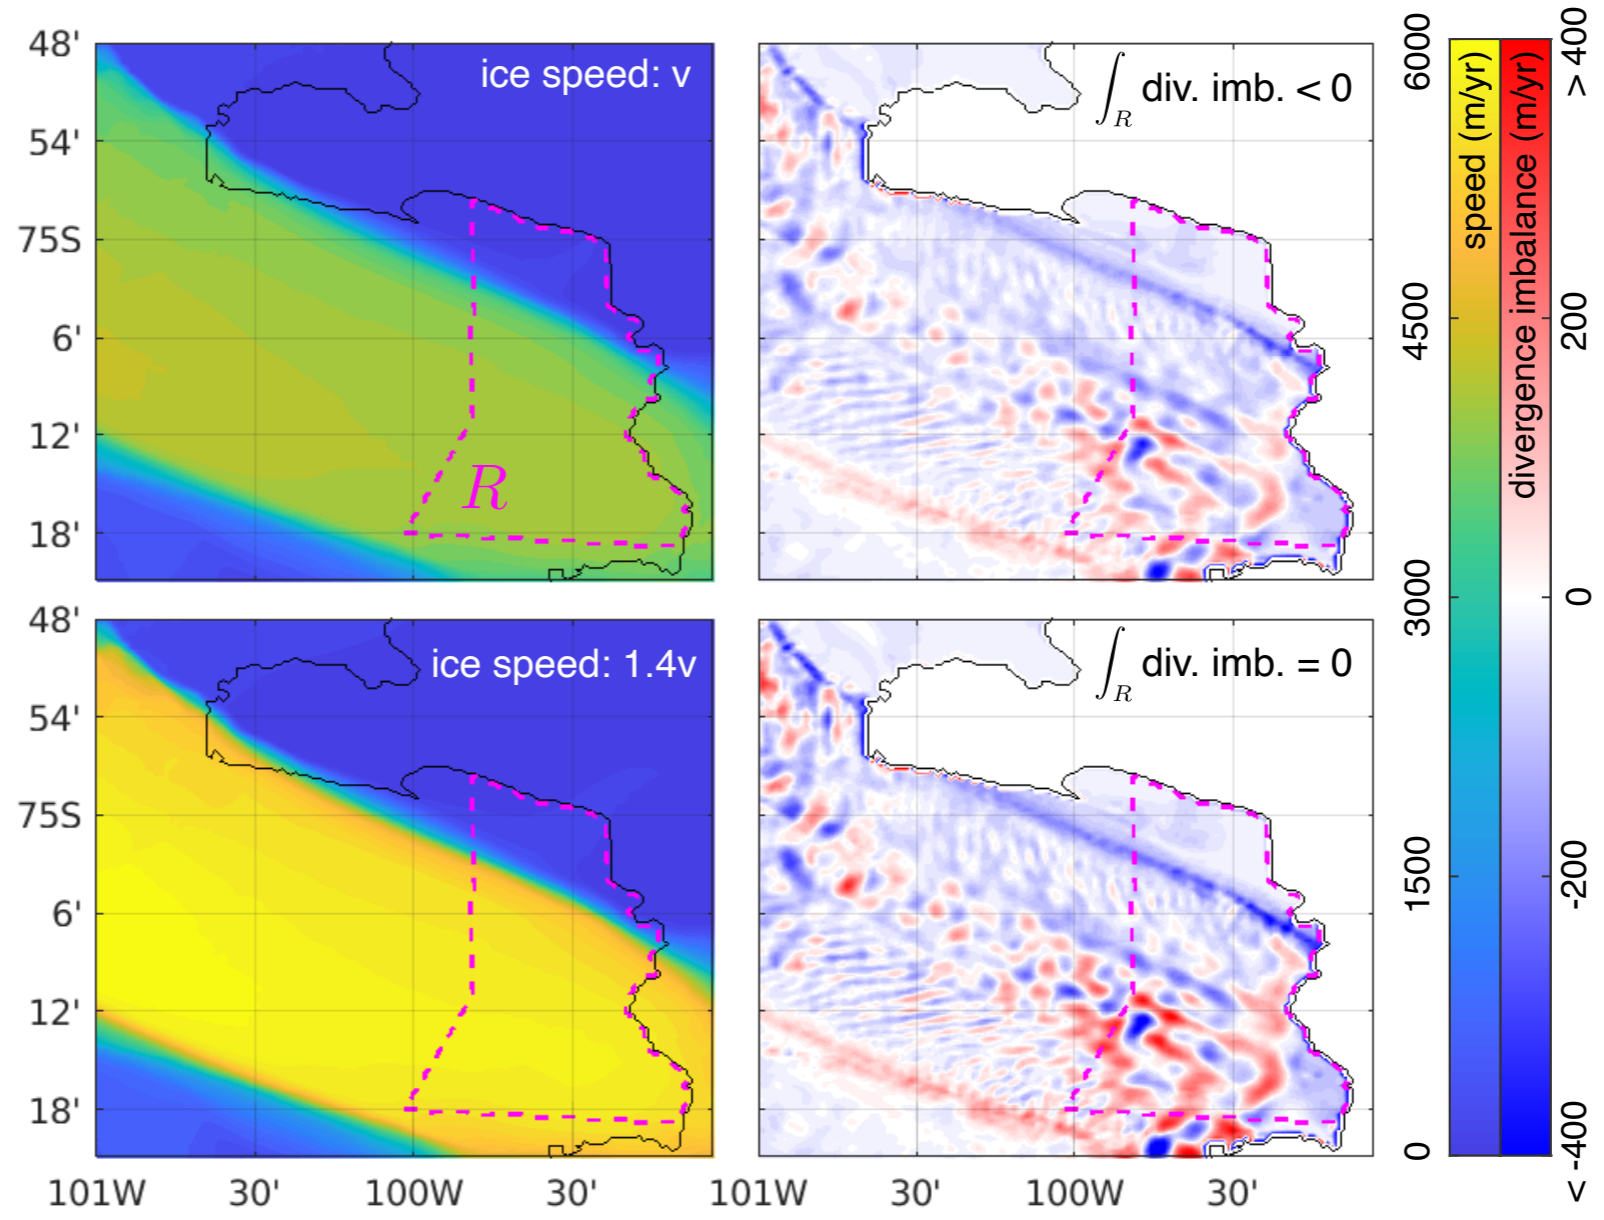 48'
54'
75S
6'
12'
18'
ice speed: v
R
∫_R div. imb. < 0
48'
54'
75S
6'
12'
18'
ice speed: 1.4v
∫_R div. imb. = 0
101W 30' 100W 30'
101W 30' 100W 30'
6000
4500
3000
1500
0
speed (m/yr)
divergence imbalance (m/yr)
> 400
200
0
-200
< -400